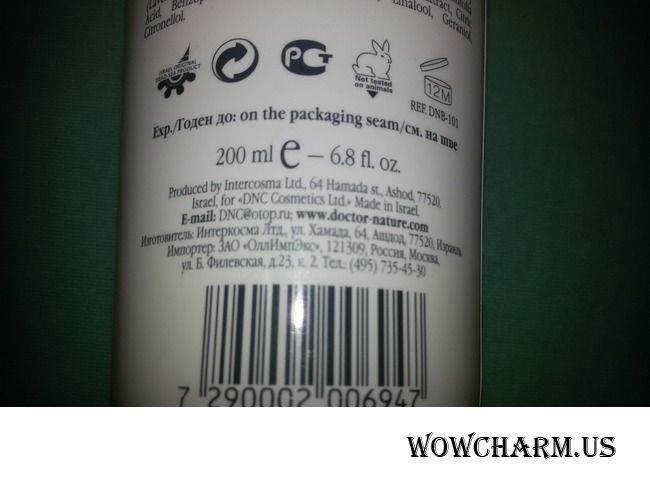 Linalool, Geraniol,
Citronellol.
ISRAEL ORIGINAL
DEAD SEA PRODUCT
Not tested
on animals
12M
REF. DNB-101
Exp./Годен до: on the packaging seam/см. на шве
200 ml e – 6.8 fl. oz.
Produced by Intercosma Ltd., 64 Hamada st., Ashod, 77520,
Israel, for «DNC Cosmetics Ltd.» Made in Israel.
E-mail: DNC@otop.ru; www.doctor-nature.com
Изготовитель: Интеркосма Лтд., ул. Хамада, 64, Ашдод, 77520, Израиль.
Импортер: ЗАО «ОллИмпЭкс», 121309, Россия, Москва,
ул. Б. Филевская, д.23, к. 2. Тел.: (495) 735-45-30
7 290002 006947
WOWCHARM.US